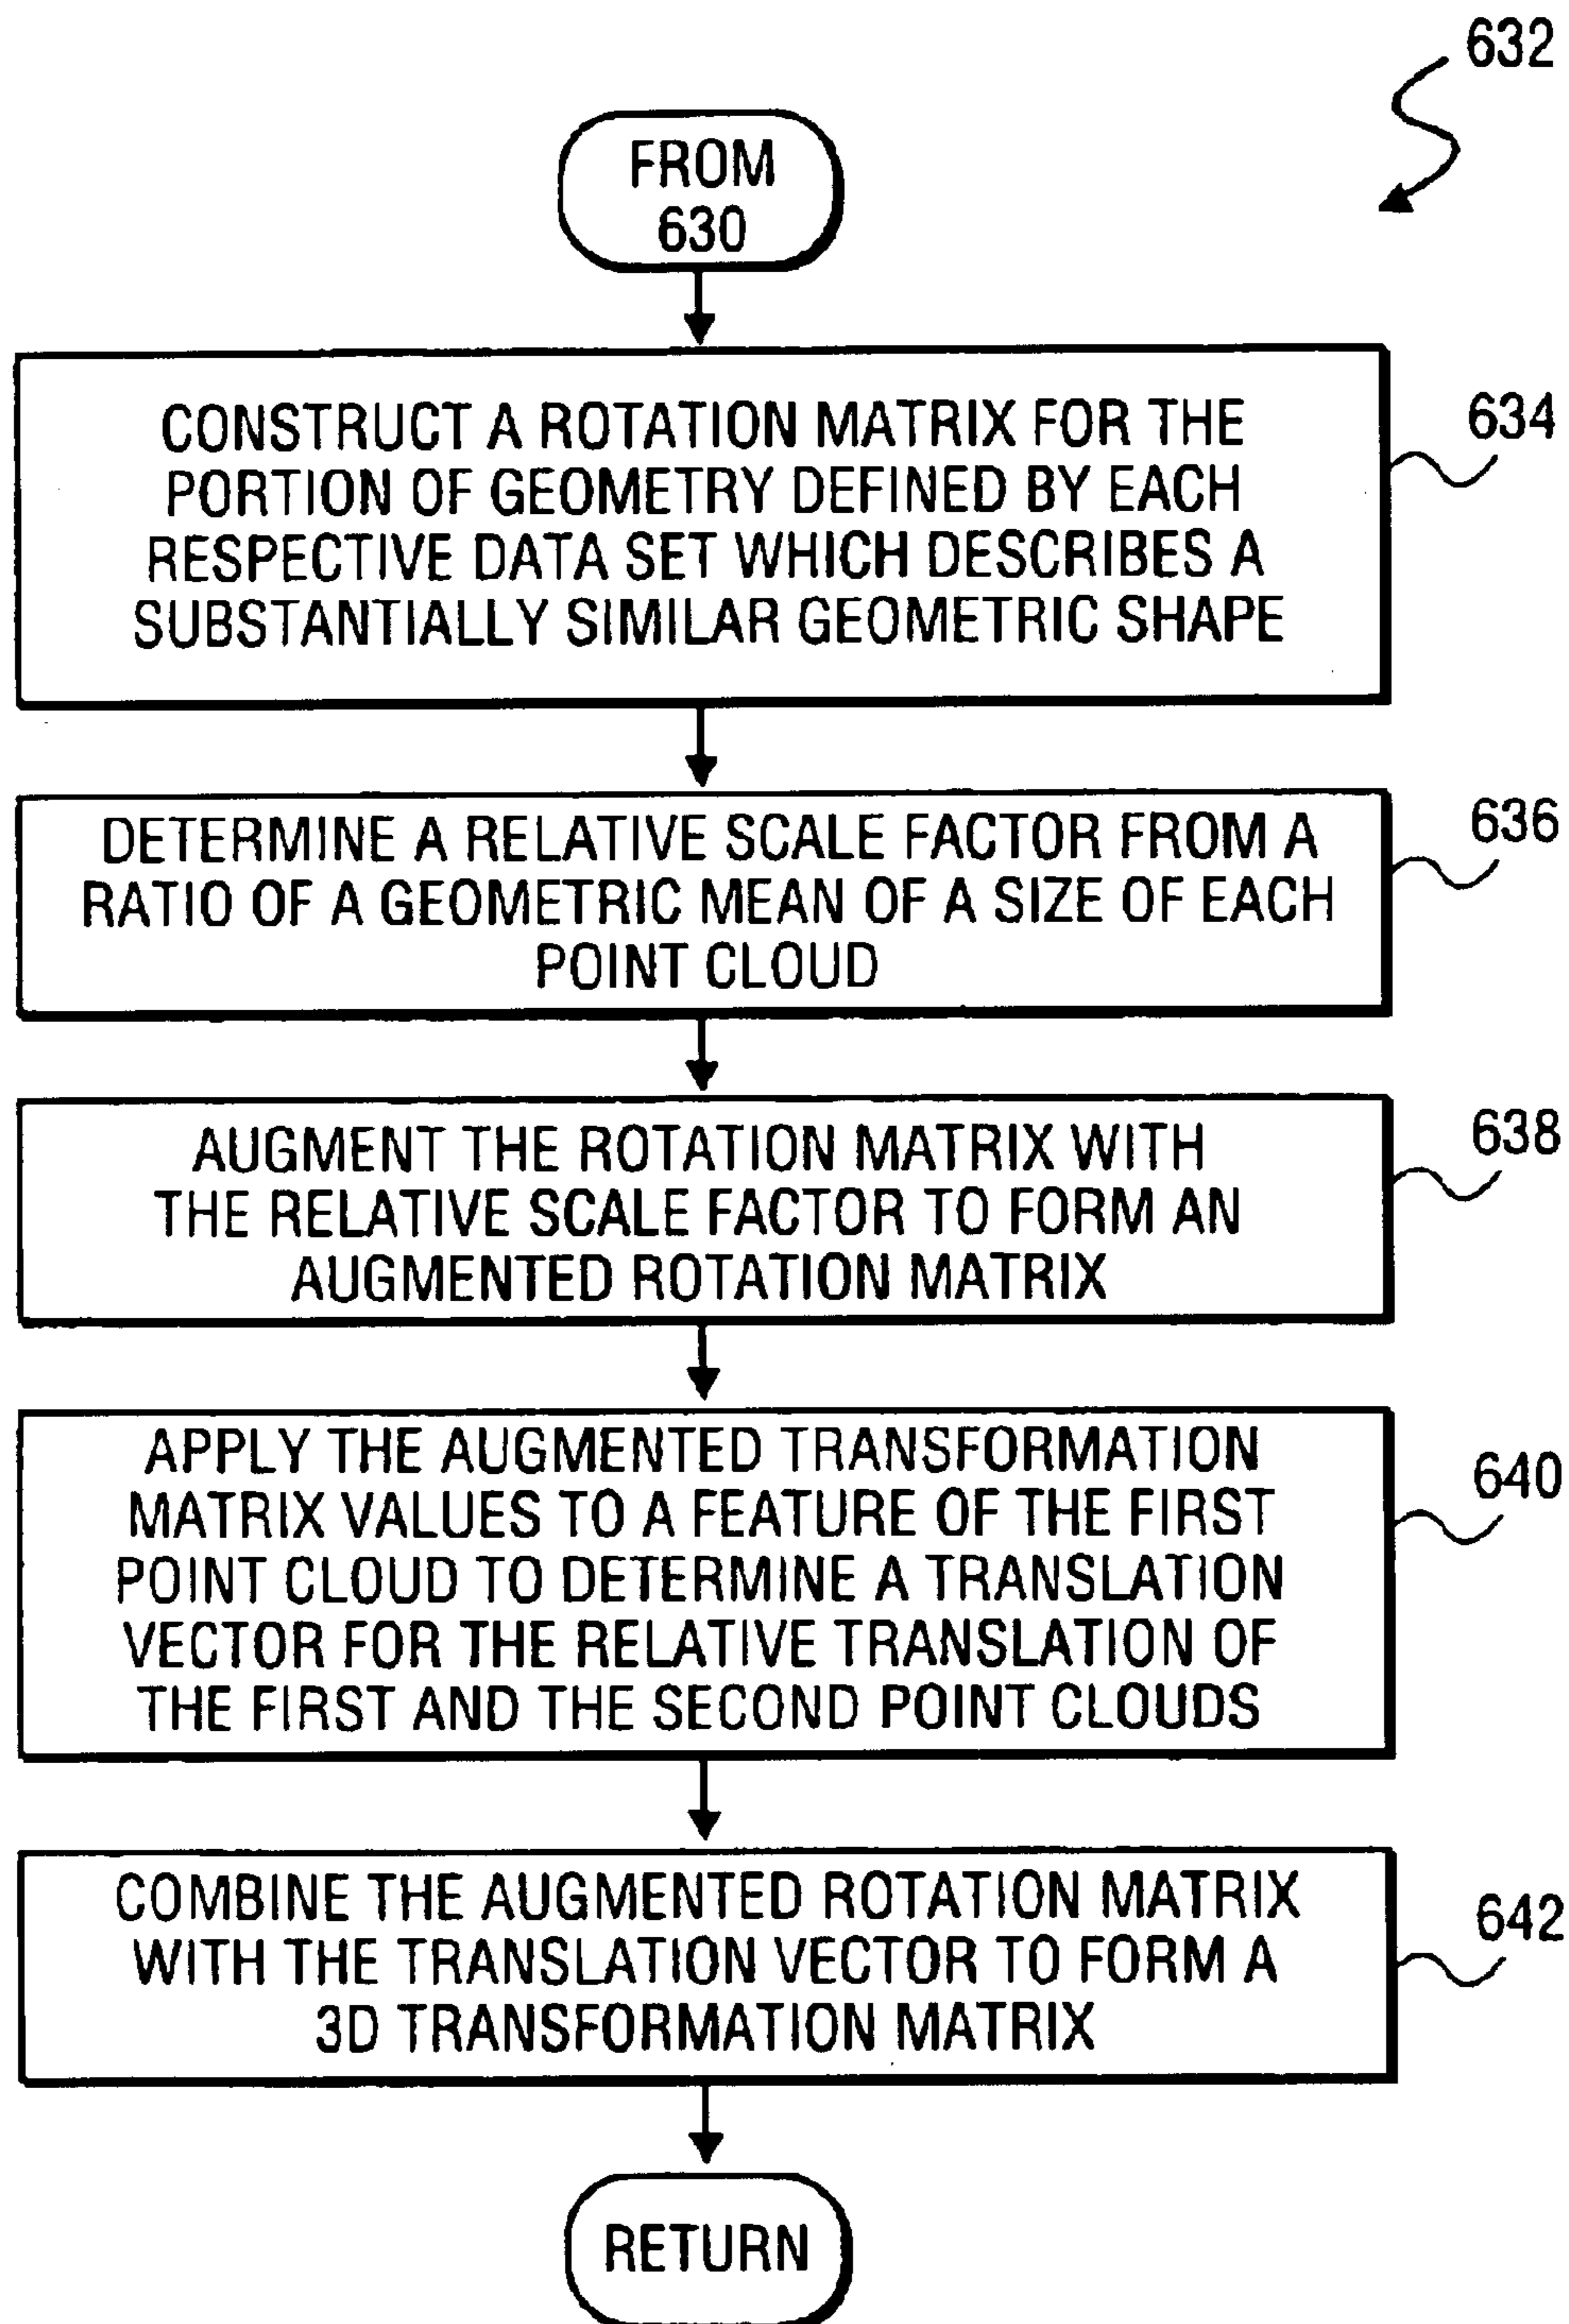 632
FROM
630
CONSTRUCT A ROTATION MATRIX FOR THE
PORTION OF GEOMETRY DEFINED BY EACH
RESPECTIVE DATA SET WHICH DESCRIBES A
SUBSTANTIALLY SIMILAR GEOMETRIC SHAPE
634
DETERMINE A RELATIVE SCALE FACTOR FROM A
RATIO OF A GEOMETRIC MEAN OF A SIZE OF EACH
POINT CLOUD
636
AUGMENT THE ROTATION MATRIX WITH
THE RELATIVE SCALE FACTOR TO FORM AN
AUGMENTED ROTATION MATRIX
638
APPLY THE AUGMENTED TRANSFORMATION
MATRIX VALUES TO A FEATURE OF THE FIRST
POINT CLOUD TO DETERMINE A TRANSLATION
VECTOR FOR THE RELATIVE TRANSLATION OF
THE FIRST AND THE SECOND POINT CLOUDS
640
COMBINE THE AUGMENTED ROTATION MATRIX
WITH THE TRANSLATION VECTOR TO FORM A
3D TRANSFORMATION MATRIX
642
RETURN